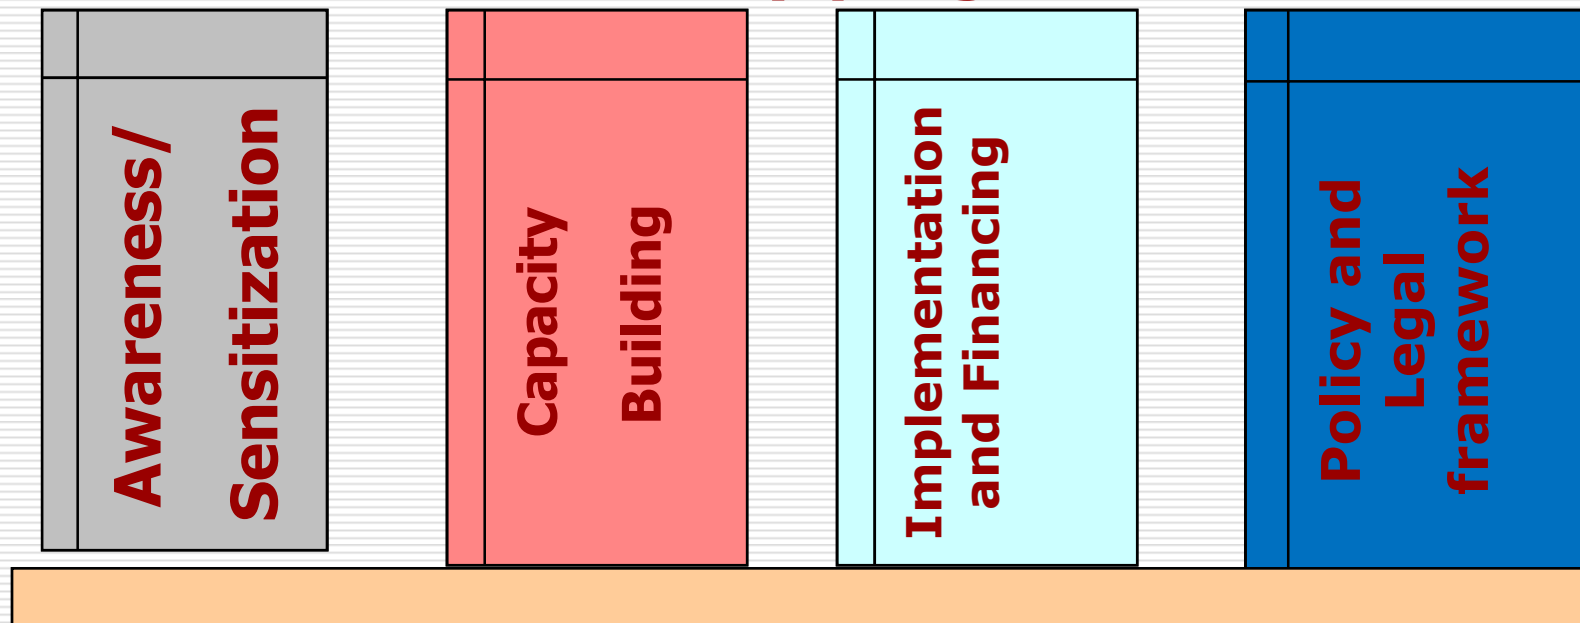 Awareness/
Sensitization
Capacity
Building
Implementation
and Financing
Policy and
Legal
framework